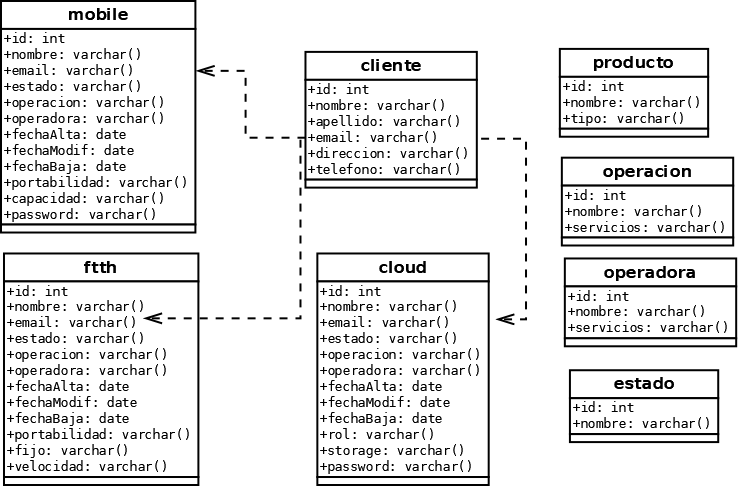 mobile
+id: int
+nombre: varchar()
+email: varchar()
+estado: varchar()
+operacion: varchar()
+operadora: varchar()
+fechaAlta: date
+fechaModif: date
+fechaBaja: date
+portabilidad: varchar()
+capacidad: varchar()
+password: varchar()
cliente
+id: int
+nombre: varchar()
+apellido: varchar()
+email: varchar()
+direccion: varchar()
+telefono: varchar()
producto
+id: int
+nombre: varchar()
+tipo: varchar()
operacion
+id: int
+nombre: varchar()
+servicios: varchar()
ftth
+id: int
+nombre: varchar()
+email: varchar()
+estado: varchar()
+operacion: varchar()
+operadora: varchar()
+fechaAlta: date
+fechaModif: date
+fechaBaja: date
+portabilidad: varchar()
+fijo: varchar()
+velocidad: varchar()
cloud
+id: int
+nombre: varchar()
+email: varchar()
+estado: varchar()
+operacion: varchar()
+operadora: varchar()
+fechaAlta: date
+fechaModif: date
+fechaBaja: date
+rol: varchar()
+storage: varchar()
+password: varchar()
operadora
+id: int
+nombre: varchar()
+servicios: varchar()
estado
+id: int
+nombre: varchar()